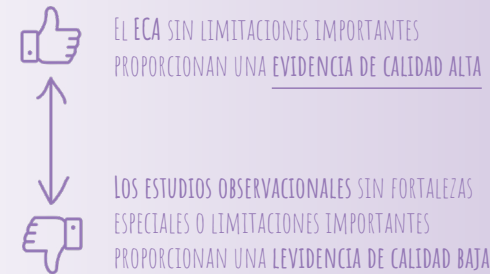 EL ECA SIN LIMITACIONES IMPORTANTES
PROPORCIONAN UNA EVIDENCIA DE CALIDAD ALTA
LOS ESTUDIOS OBSERVACIONALES SIN FORTALEZAS
ESPECIALES O LIMITACIONES IMPORTANTES
PROPORCIONAN UNA LEVIDENCIA DE CALIDAD BAJA